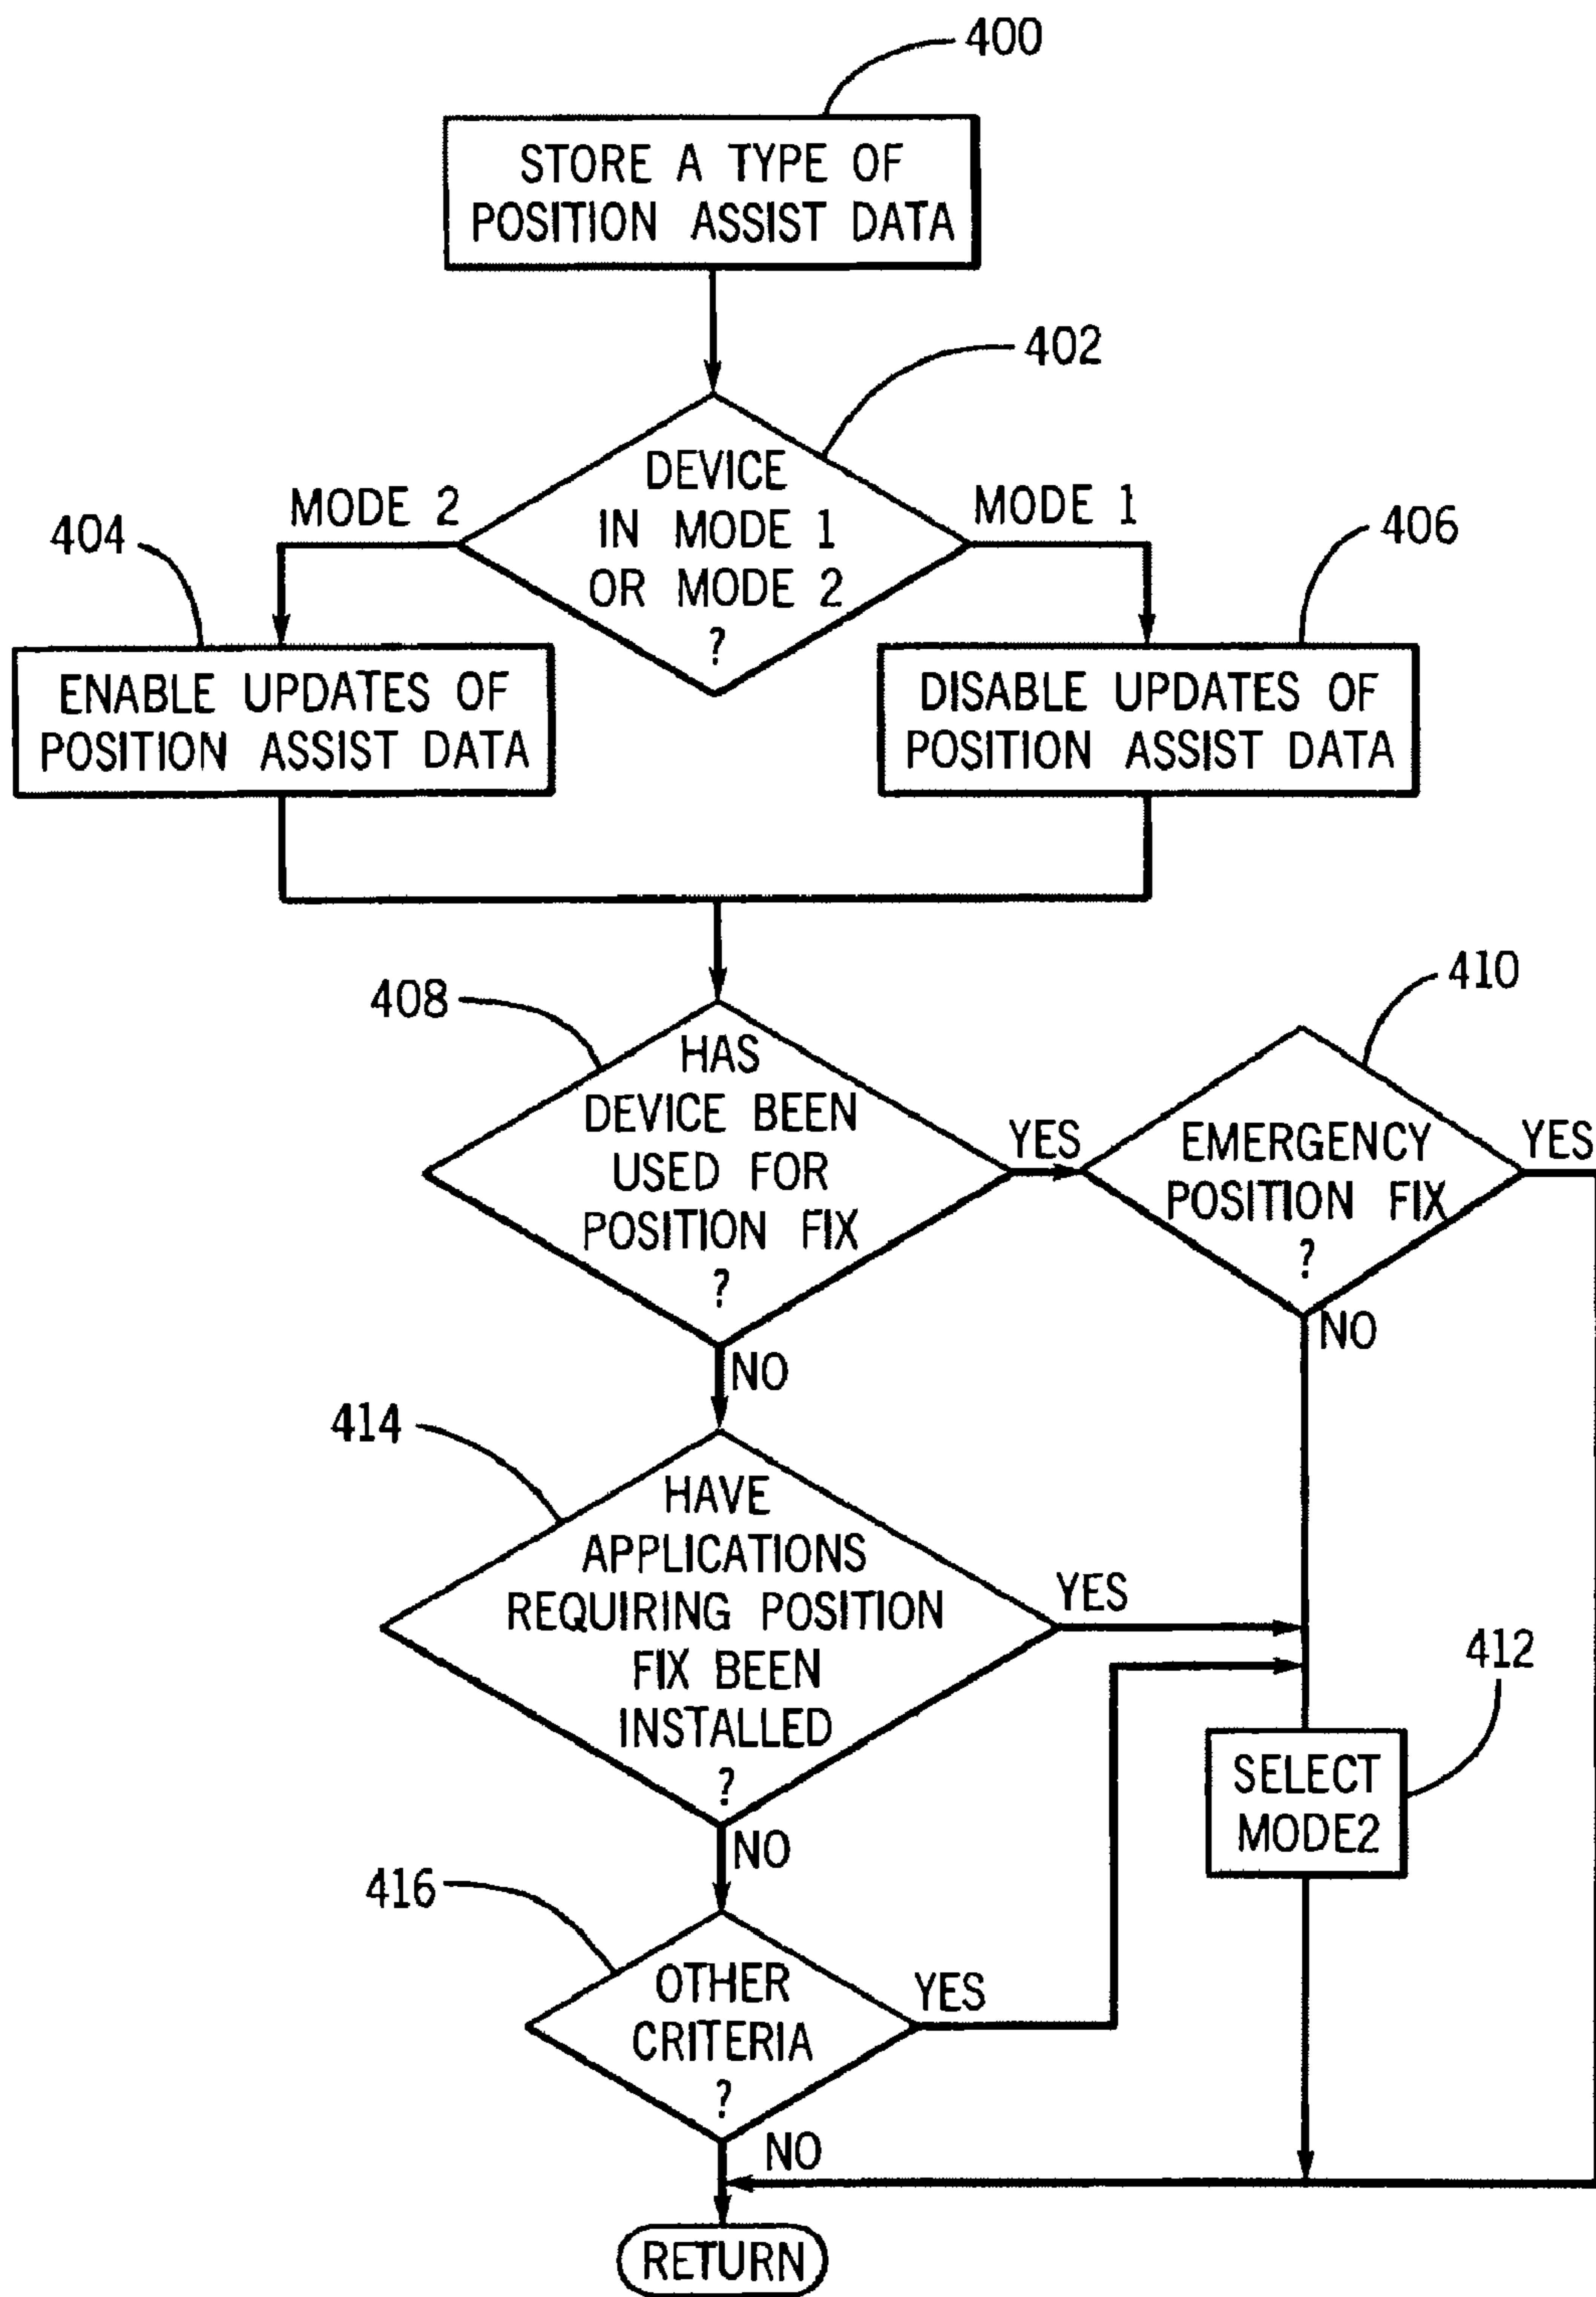 400
STORE A TYPE OF
POSITION ASSIST DATA
402
DEVICE
IN MODE 1
OR MODE 2
?
MODE 2
MODE 1
404
406
ENABLE UPDATES OF
POSITION ASSIST DATA
DISABLE UPDATES OF
POSITION ASSIST DATA
408
410
HAS
DEVICE BEEN
USED FOR
POSITION FIX
?
YES
EMERGENCY
POSITION FIX
?
YES
NO
NO
414
HAVE
APPLICATIONS
REQUIRING POSITION
FIX BEEN
INSTALLED
?
YES
412
SELECT
MODE2
NO
416
OTHER
CRITERIA
?
YES
NO
RETURN